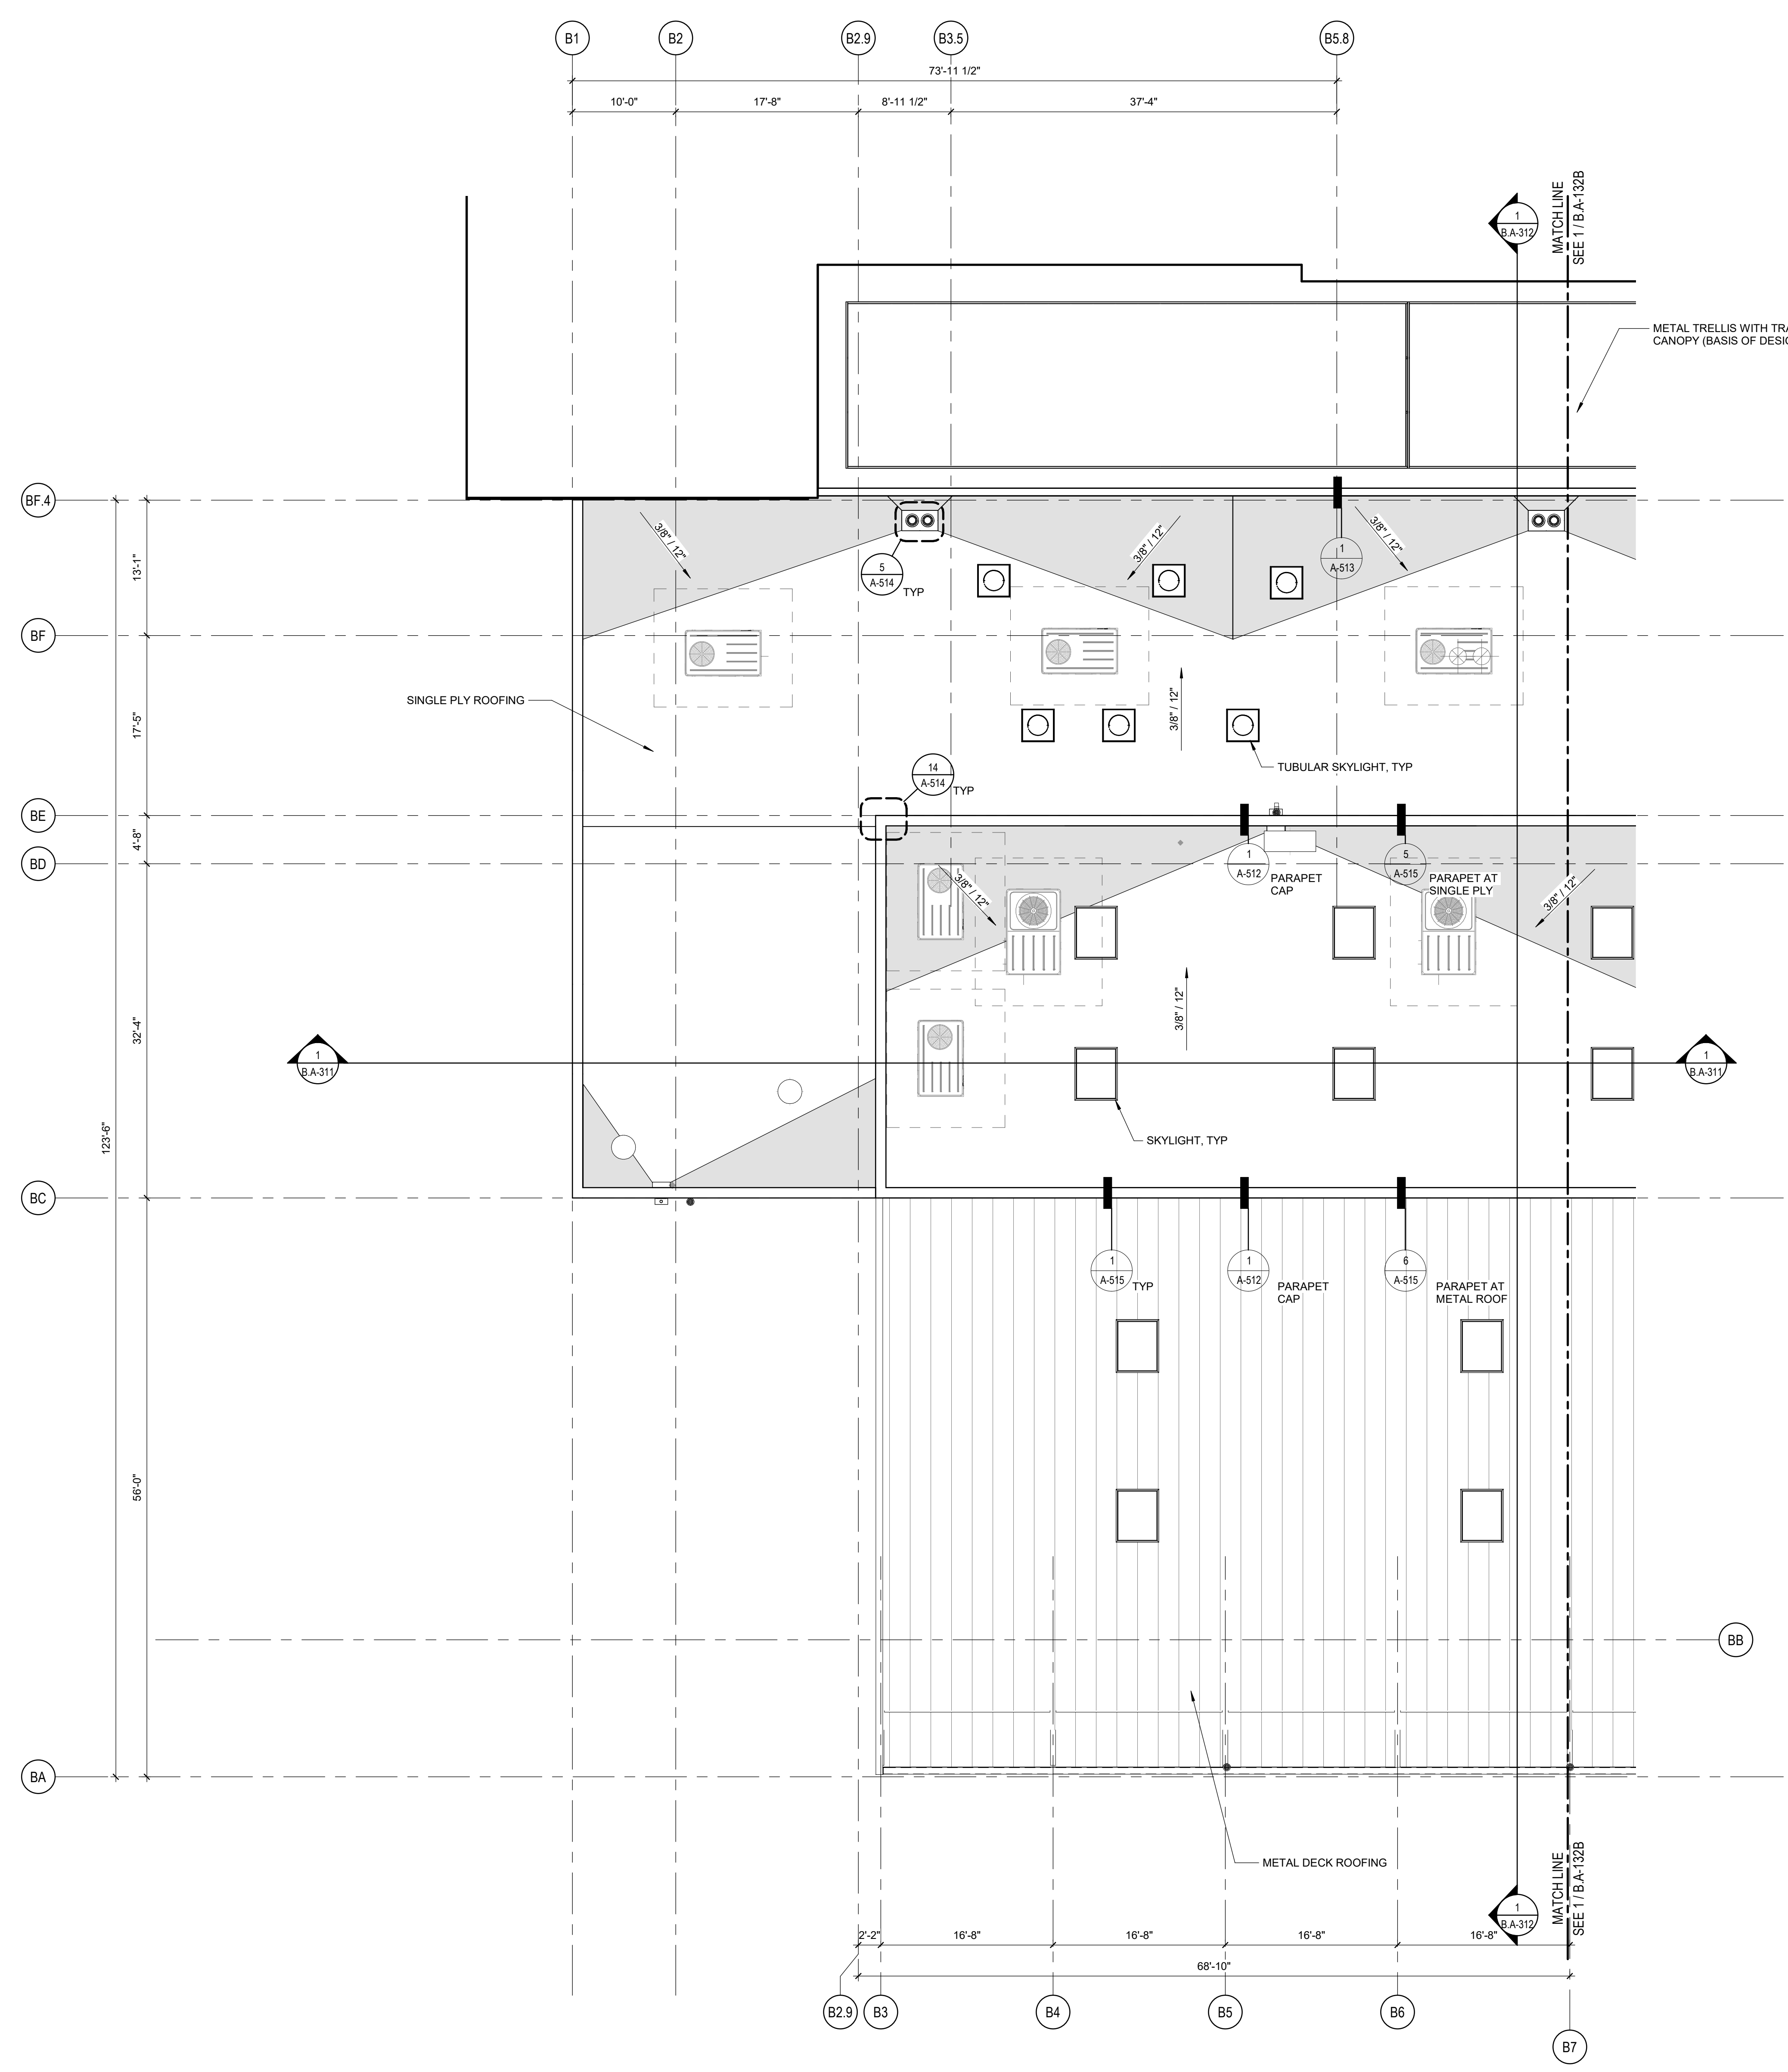 B1
B2
B2.9
B3.5
B5.8
73'-11 1/2"
10'-0"
17'-8"
8'-11 1/2"
37'-4"
MATCH LINE
SEE 1 / B.A-132B
1
B.A-312
METAL TRELLIS WITH TRA
CANOPY (BASIS OF DESIG
BF.4
3/8" / 12"
3/8" / 12"
3/8" / 12"
1
A-513
5
A-514
TYP
13'-1"
BF
SINGLE PLY ROOFING
17'-5"
3/8" / 12"
TUBULAR SKYLIGHT, TYP
14
A-514
TYP
BE
4'-8"
BD
1
A-512
PARAPET
CAP
5
A-515
PARAPET AT
SINGLE PLY
3/8" / 12"
3/8" / 12"
3/8" / 12"
32'-4"
1
B.A-311
1
B.A-311
123'-6"
SKYLIGHT, TYP
BC
1
A-515
TYP
1
A-512
PARAPET
CAP
6
A-515
PARAPET AT
METAL ROOF
56'-0"
BB
BA
METAL DECK ROOFING
MATCH LINE
SEE 1 / B.A-132B
1
B.A-312
2'-2"
16'-8"
16'-8"
16'-8"
16'-8"
68'-10"
B2.9
B3
B4
B5
B6
B7